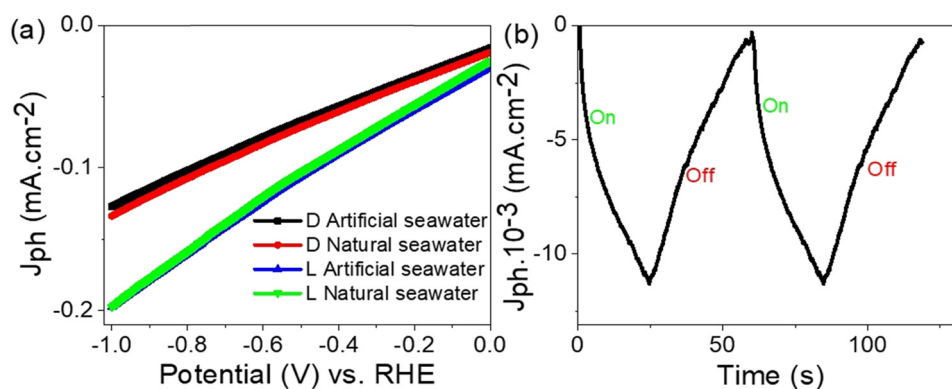 (a)
0.0
-0.1
-0.2
Jph (mA.cm-2)
D Artificial seawater
D Natural seawater
L Artificial seawater
L Natural seawater
-1.0 -0.8 -0.6 -0.4 -0.2 0.0
Potential (V) vs. RHE
(b)
0
-5
-10
Jph.10-3 (mA.cm-2)
On
Off
On
Off
0 50 100
Time (s)